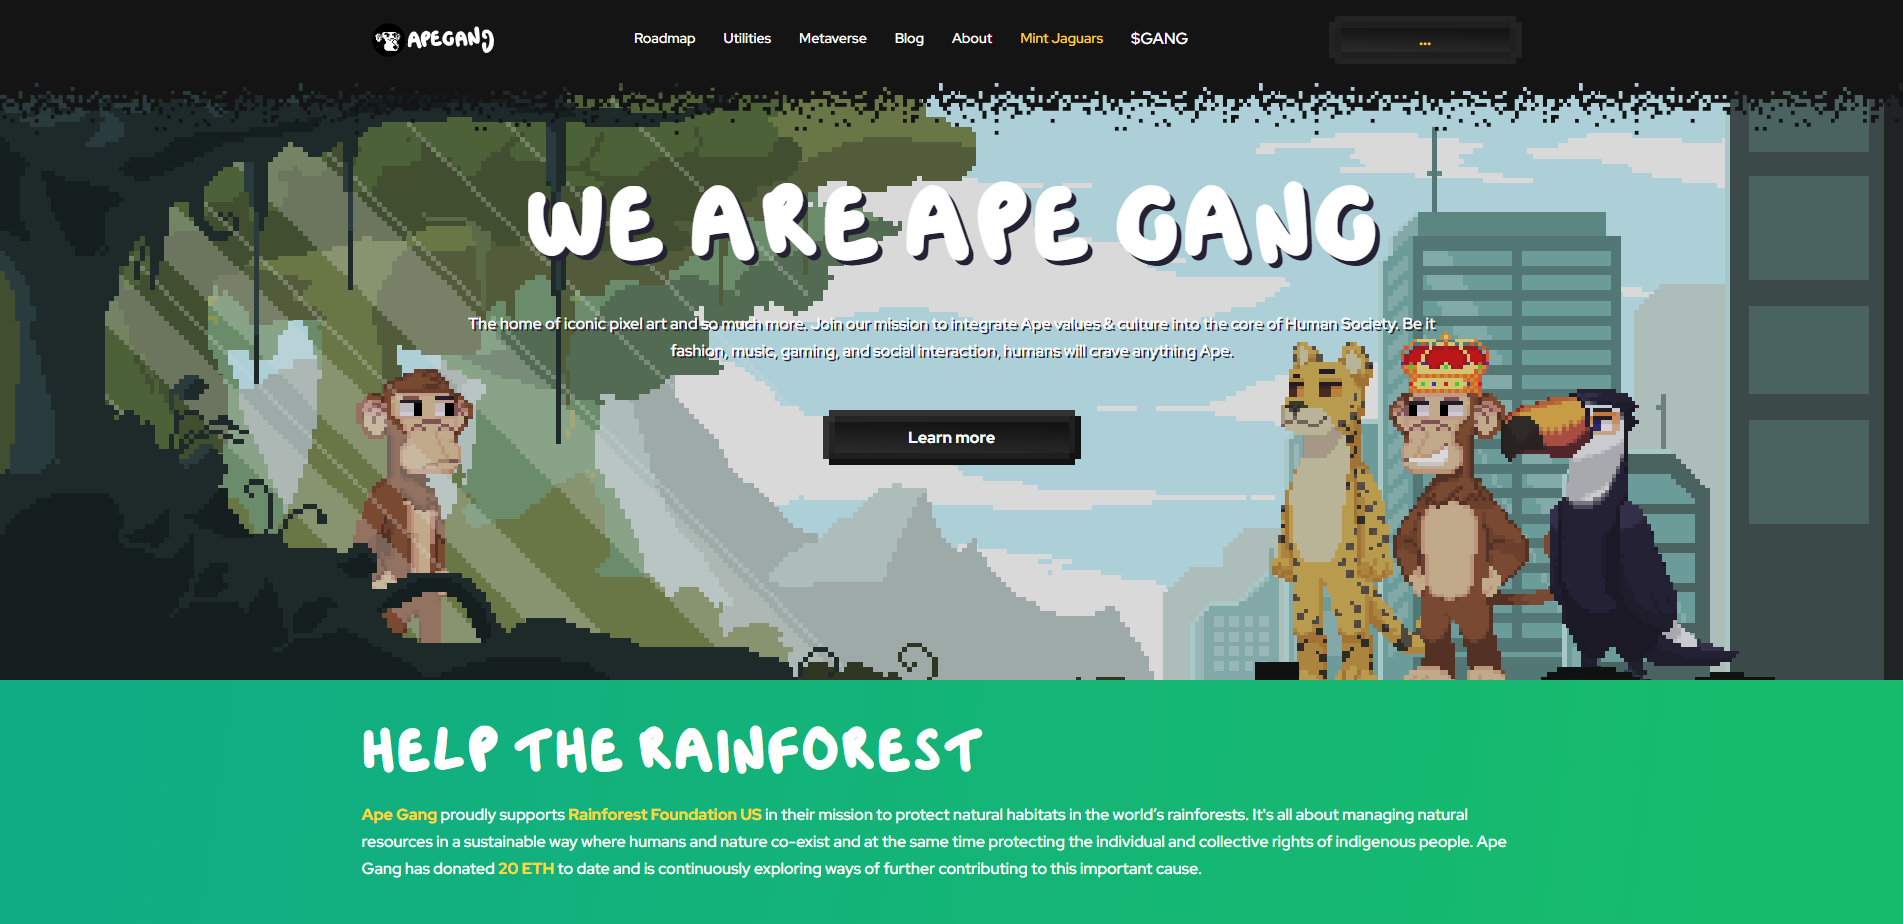 APEGANG
Roadmap Utilities Metaverse Blog About Mint Jaguars $GANG
...
WE ARE APE GANG
The home of iconic pixel art and so much more. Join our mission to integrate Ape values & culture into the core of Human Society. Be it
fashion, music, gaming, and social interaction, humans will crave anything Ape.
Learn more
HELP THE RAINFOREST
Ape Gang proudly supports Rainforest Foundation US in their mission to protect natural habitats in the world’s rainforests. It's all about managing natural
resources in a sustainable way where humans and nature co-exist and at the same time protecting the individual and collective rights of indigenous people. Ape
Gang has donated 20 ETH to date and is continuously exploring ways of further contributing to this important cause.